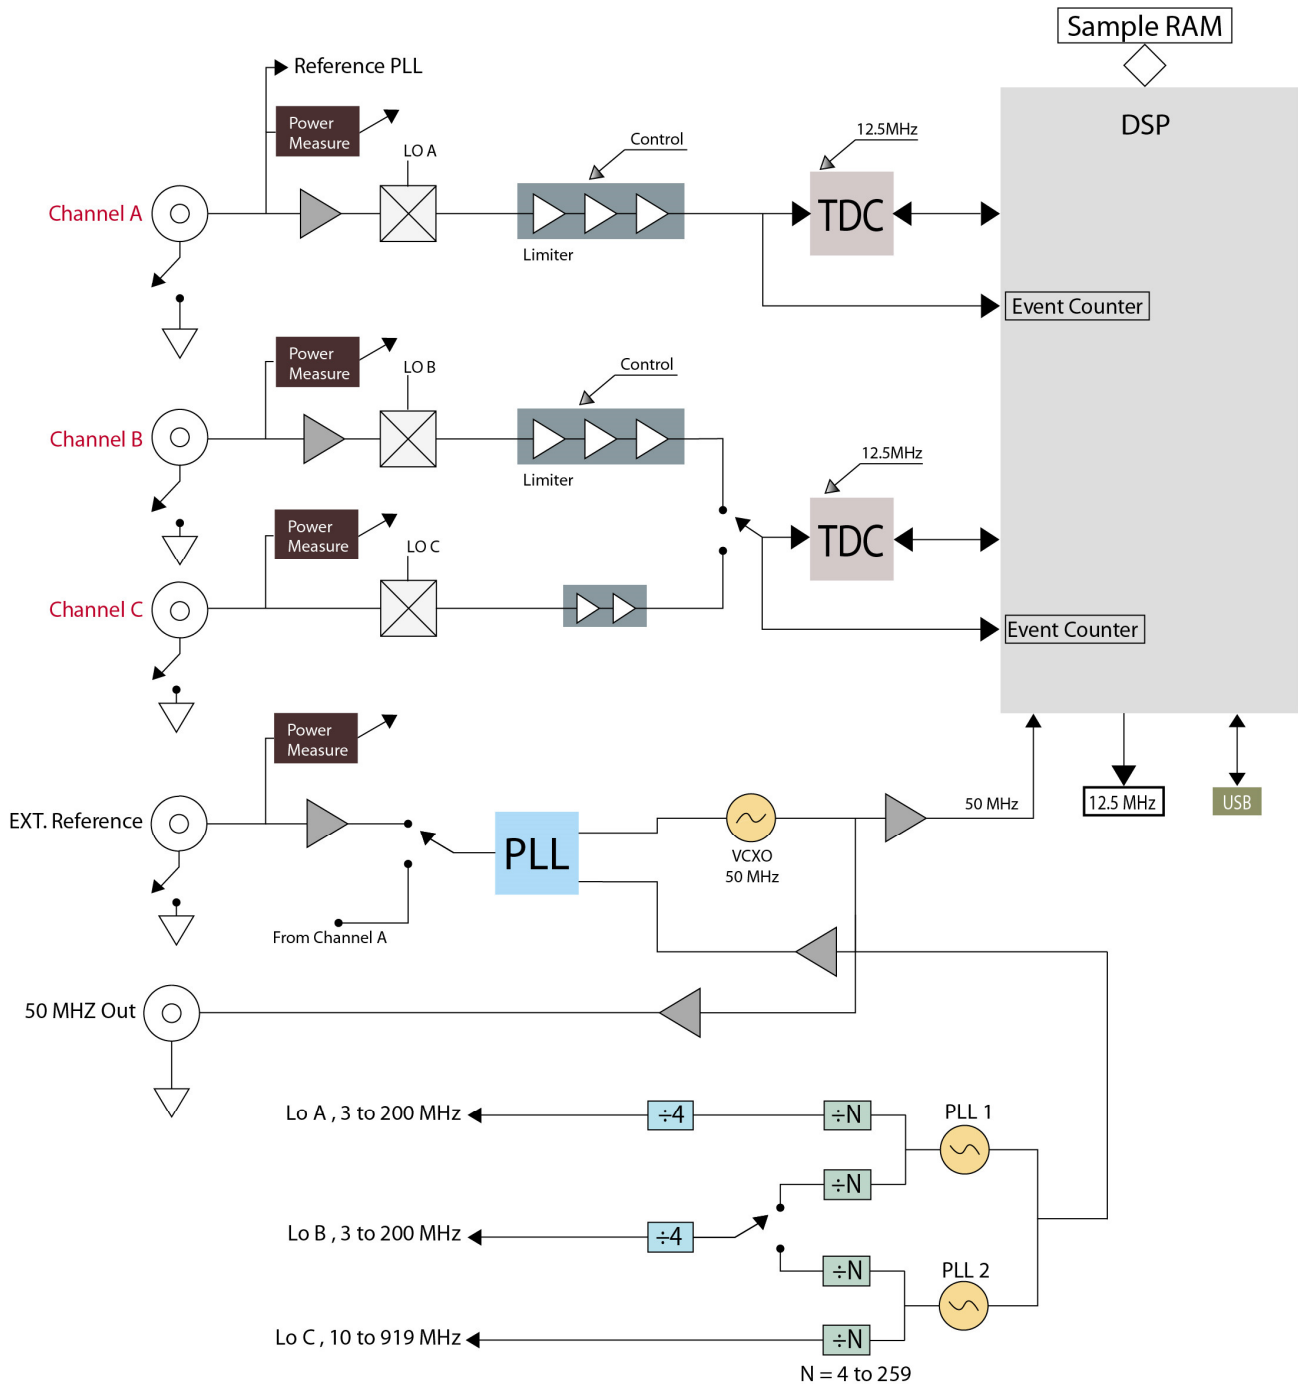 Sample RAM
DSP
Reference PLL
Power
Measure
LO A
Control
12.5MHz
Channel A
TDC
Limiter
Event Counter
Power
Measure
LO B
Control
Channel B
Limiter
12.5MHz
TDC
Power
Measure
LO C
Channel C
Event Counter
Power
Measure
EXT. Reference
PLL
VCXO
50 MHz
50 MHz
12.5 MHz
USB
From Channel A
50 MHZ Out
Lo A , 3 to 200 MHz
÷4
÷N
PLL 1
÷N
Lo B , 3 to 200 MHz
÷4
÷N
PLL 2
Lo C , 10 to 919 MHz
÷N
N = 4 to 259